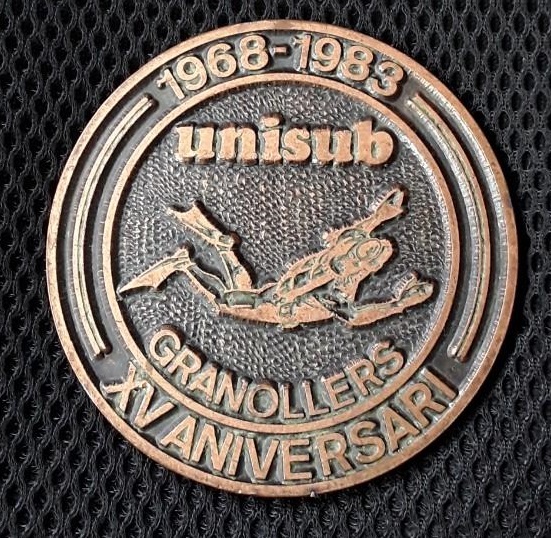 1968-1983
unisub
GRANOLLERS
XV ANIVERSARI